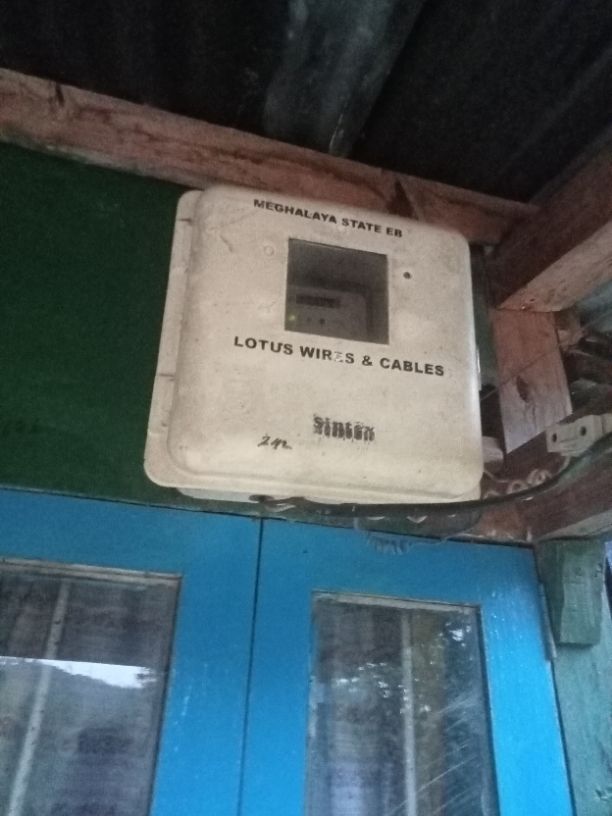 MEGHALAYA STATE EB
LOTUS WIRES & CABLES
sintex